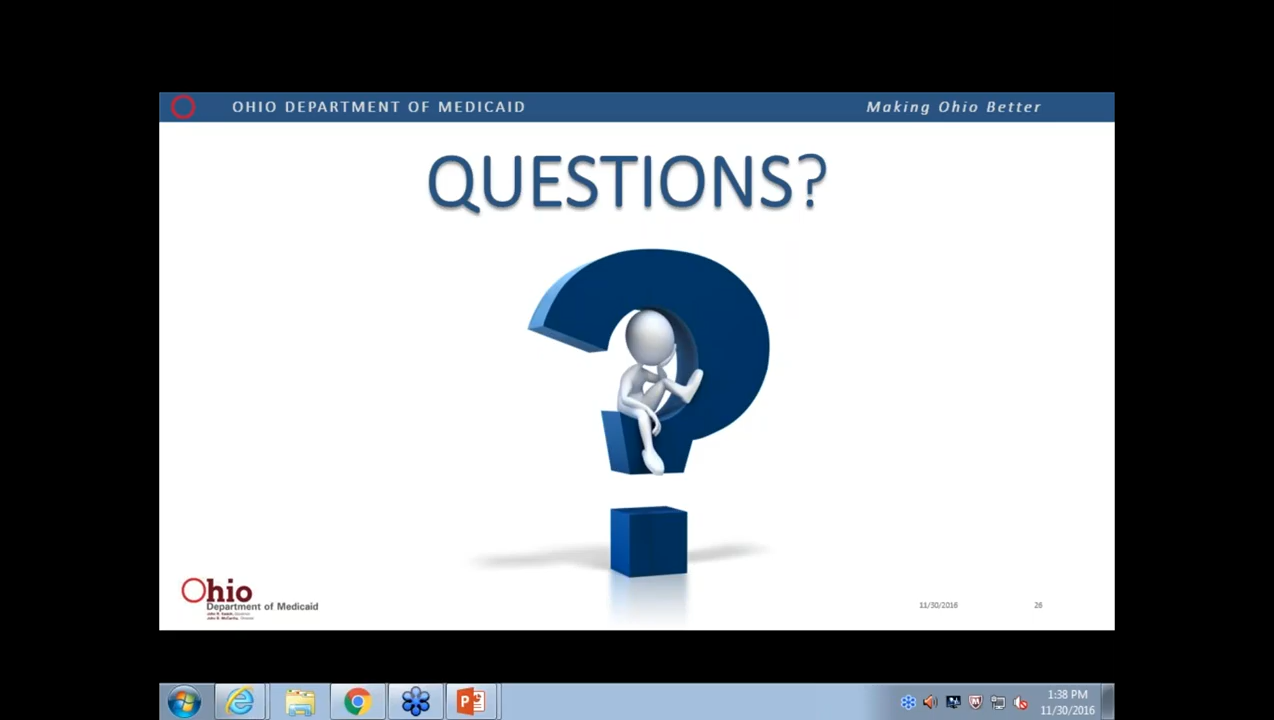 OHIO DEPARTMENT OF MEDICAID
Making Ohio Better
QUESTIONS?
Ohio
Department of Medicaid
11/30/2016
26
1:38 PM
11/30/2016